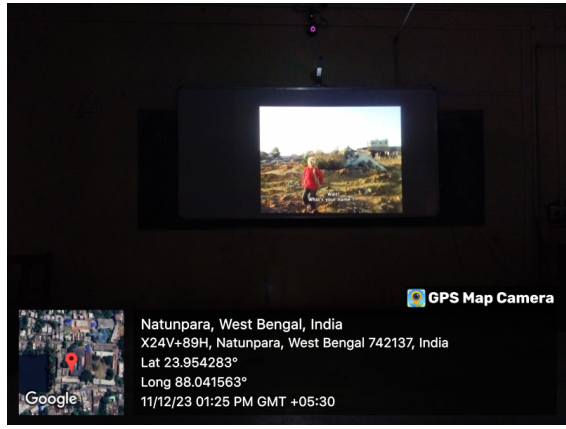 Wait!
What's your name?
GPS Map Camera
Natunpara, West Bengal, India
X24V+89H, Natunpara, West Bengal 742137, India
Lat 23.954283°
Long 88.041563°
11/12/23 01:25 PM GMT +05:30
Google